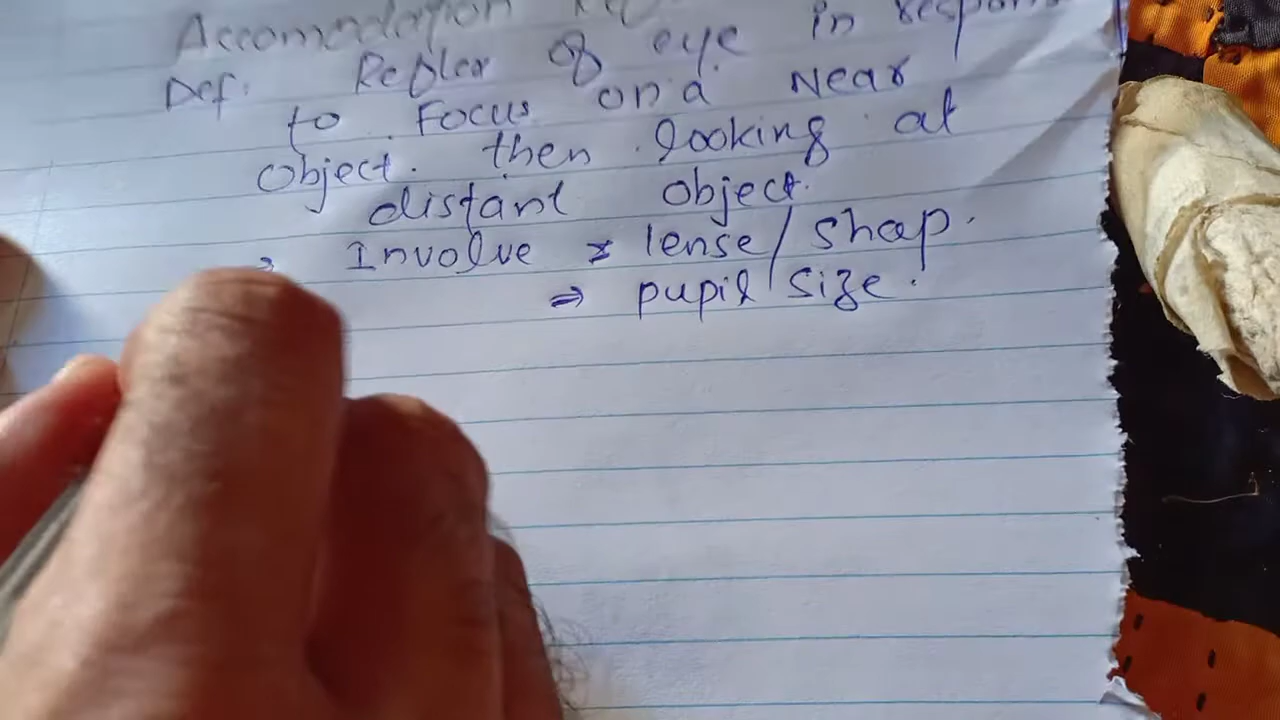 Accomodation
Def: Reflex of eye in respons
to Focus on a Near
object. then looking at
distant object.
⇒ Involve lense/shap.
⇒ pupil size.